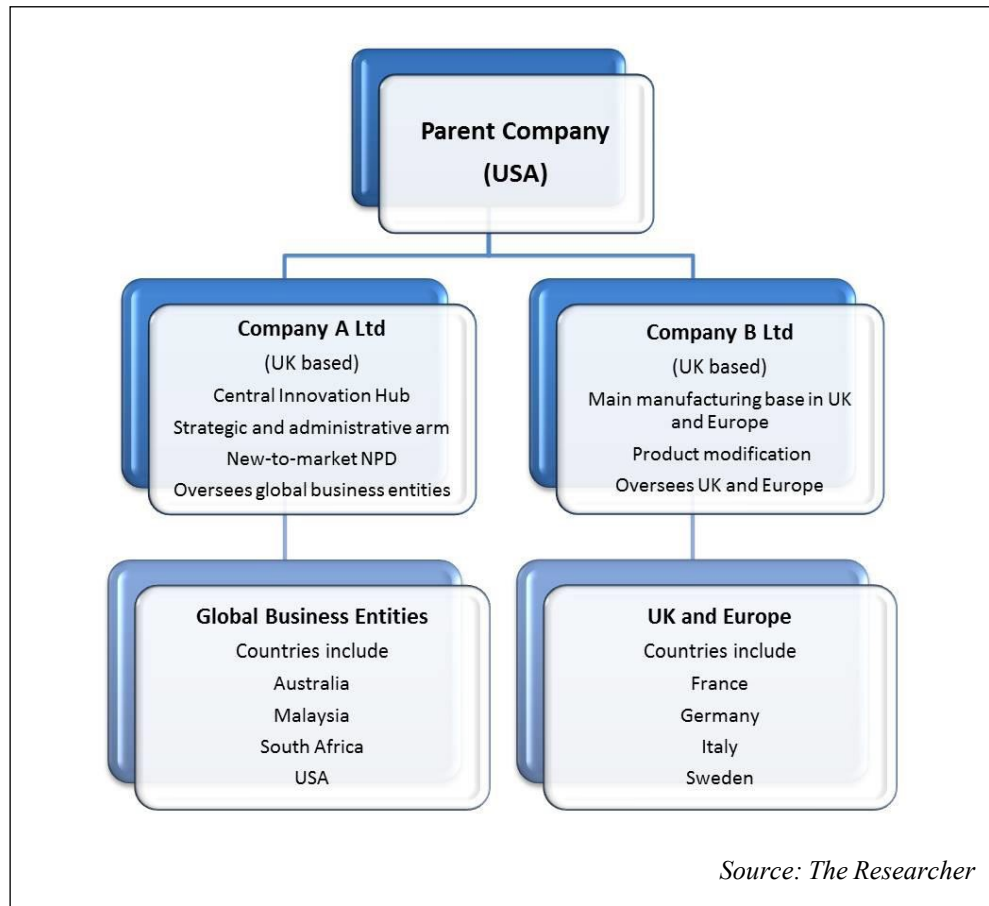 Parent Company
(USA)
Company A Ltd
(UK based)
Central Innovation Hub
Strategic and administrative arm
New-to-market NPD
Oversees global business entities
Company B Ltd
(UK based)
Main manufacturing base in UK
and Europe
Product modification
Oversees UK and Europe
Global Business Entities
Countries include
Australia
Malaysia
South Africa
USA
UK and Europe
Countries include
France
Germany
Italy
Sweden
Source: The Researcher